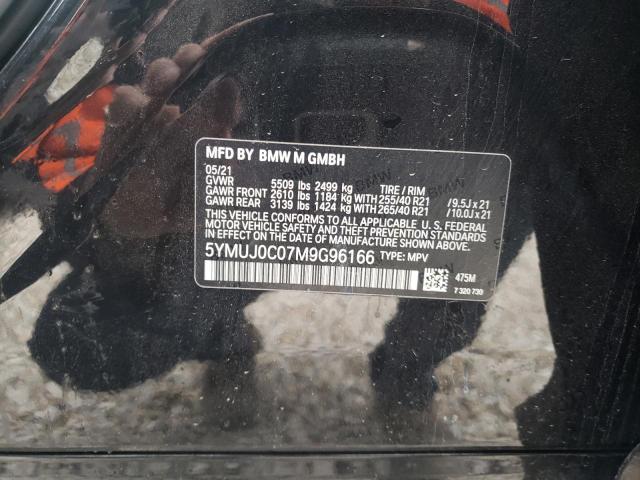 MFD BY BMW M GMBH
05/21
GVWR 5509 lbs 2499 kg TIRE / RIM
GAWR FRONT 2610 lbs 1184 kg WITH 255/40 R21 / 9.5J x 21
GAWR REAR 3139 lbs 1424 kg WITH 265/40 R21 / 10.0J x 21
THIS VEHICLE CONFORMS TO ALL APPLICABLE U. S. FEDERAL
MOTOR VEHICLE SAFETY AND THEFT PREVENTION STANDARDS
IN EFFECT ON THE DATE OF MANUFACTURE SHOWN ABOVE.
5YMUJ0C07M9G96166 TYPE: MPV
475M
7 320 730